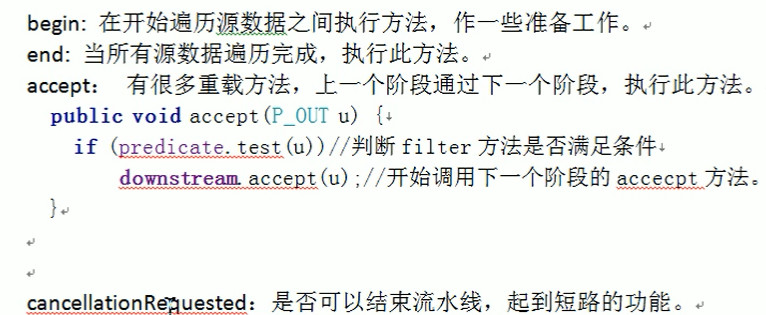 begin: 在开始遍历源数据之间执行方法，作一些准备工作。
end: 当所有源数据遍历完成，执行此方法。
accept： 有很多重载方法，上一个阶段通过下一个阶段，执行此方法。
public void accept(P_OUT u) {
if (predicate.test(u))//判断 filter 方法是否满足条件
downstream.accept(u);//开始调用下一个阶段的 accecpt 方法。
}
cancellationRequested：是否可以结束流水线，起到短路的功能。